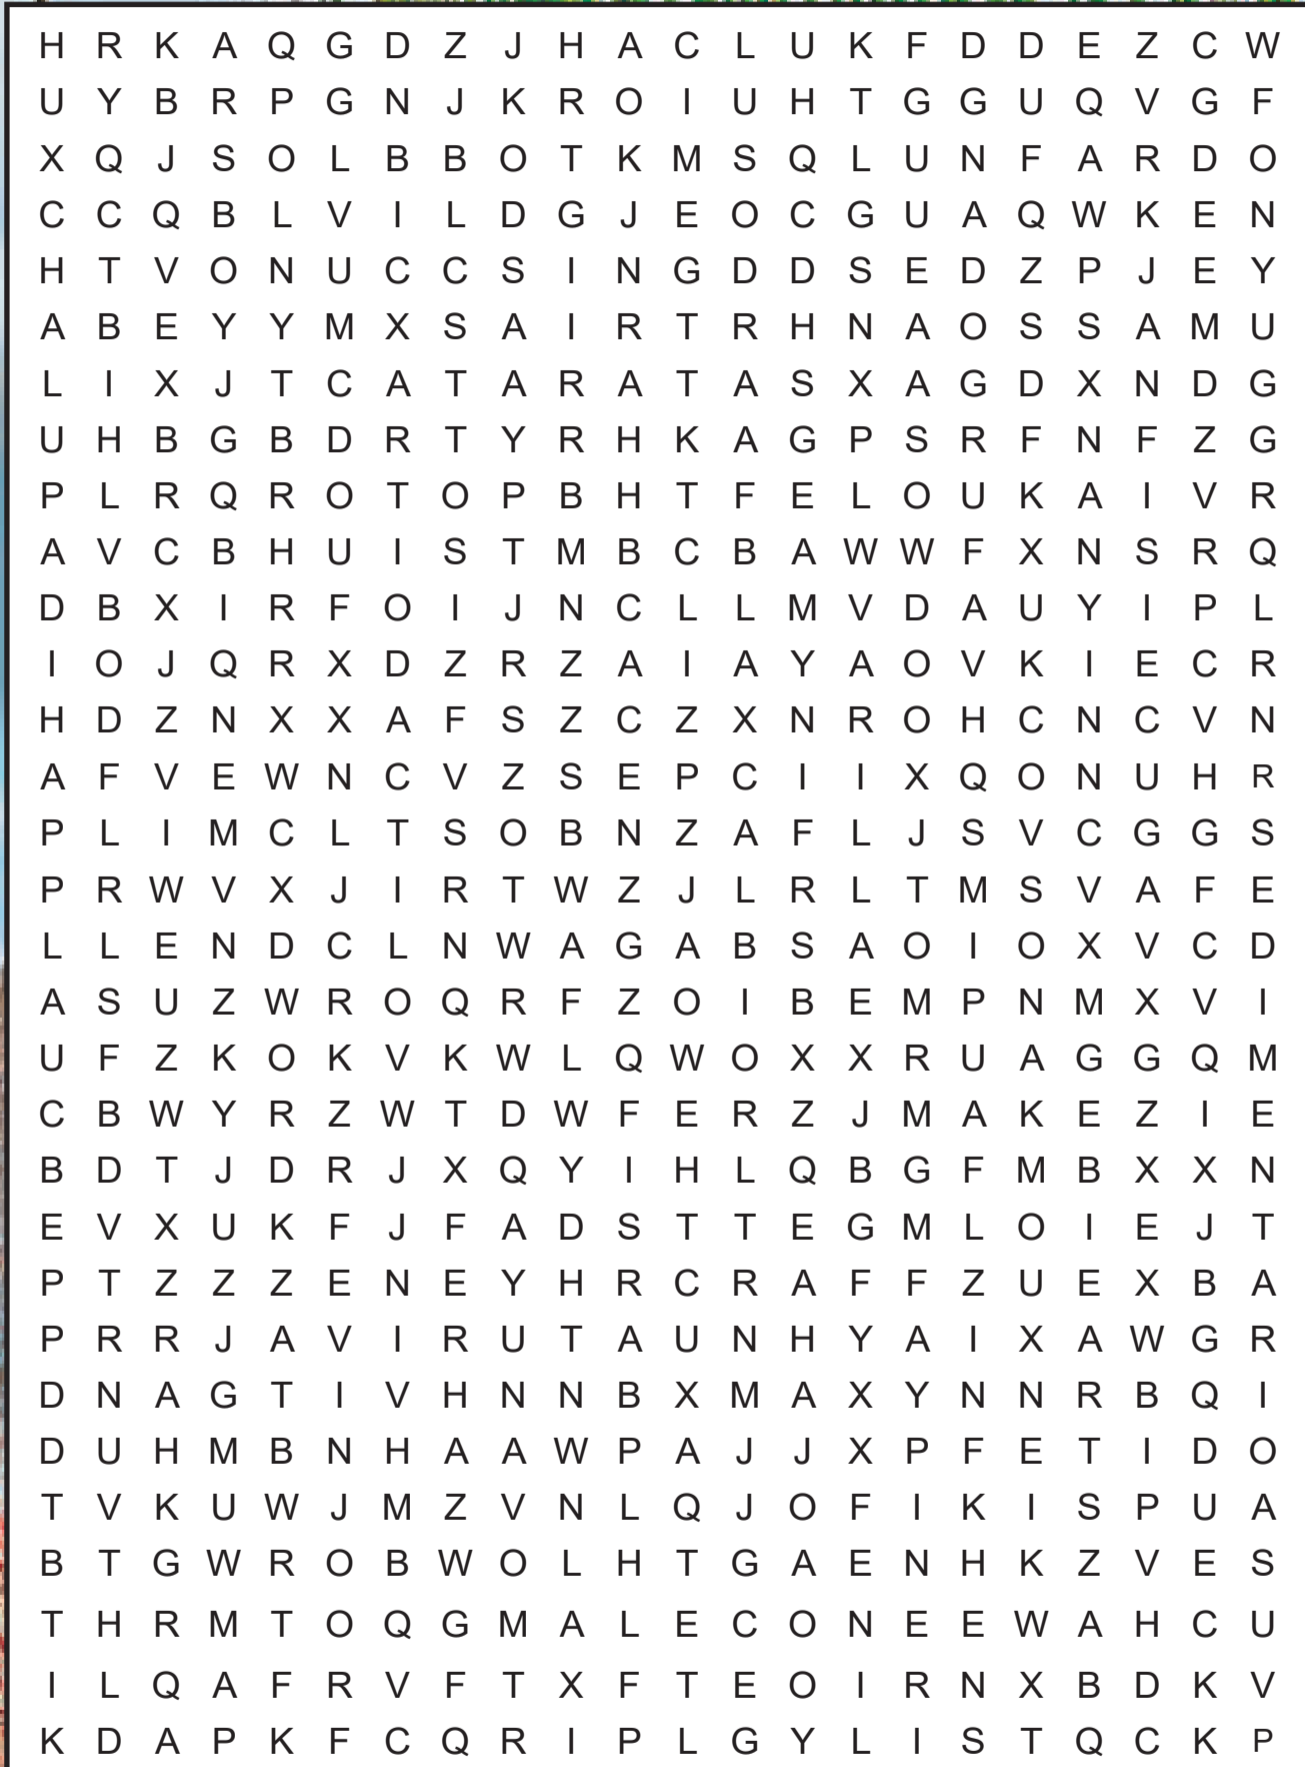 H R K A Q G D Z J H A C L U K F D D E Z C W
U Y B R P G N J K R O I U H T G G U Q V G F
X Q J S O L B B O T K M S Q L U N F A R D O
C C Q B L V I L D G J E O C G U A Q W K E N
H T V O N U C C S I N G D D S E D Z P J E Y
A B E Y Y M X S A I R T R H N A O S S A M U
L I X J T C A T A R A T A S X A G D X N D G
U H B G B D R T Y R H K A G P S R F N F Z G
P L R Q R O T O P B H T F E L O U K A I V R
A V C B H U I S T M B C B A W W F X N S R Q
D B X I R F O I J N C L L M V D A U Y I P L
I O J Q R X D Z R Z A I A Y A O V K I E C R
H D Z N X X A F S Z C Z X N R O H C N C V N
A F V E W N C V Z S E P C I I X Q O N U H R
P L I M C L T S O B N Z A F L J S V C G G S
P R W V X J I R T W Z J L R L T M S V A F E
L L E N D C L N W A G A B S A O I O X V C D
A S U Z W R O Q R F Z O I B E M P N M X V I
U F Z K O K V K W L Q W O X X R U A G G Q M
C B W Y R Z W T D W F E R Z J M A K E Z I E
B D T J D R J X Q Y I H L Q B G F M B X X N
E V X U K F J F A D S T T E G M L O I E J T
P T Z Z Z E N E Y H R C R A F F Z U E X B A
P R R J A V I R U T A U N H Y A I X A W G R
D N A G T I V H N N B X M A X Y N N R B Q I
D U H M B N H A A W P A J J X P F E T I D O
T V K U W J M Z V N L Q J O F I K I S P U A
B T G W R O B W O L H T G A E N H K Z V E S
T H R M T O Q G M A L E C O N E E W A H C U
I L Q A F R V F T X F T E O I R N X B D K V
K D A P K F C Q R I P L G Y L I S T Q C K P